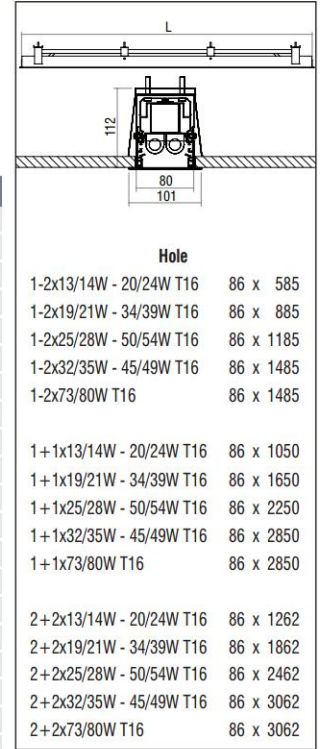 L
112
80
101
Hole
1-2x13/14W - 20/24W T16 86 x 585
1-2x19/21W - 34/39W T16 86 x 885
1-2x25/28W - 50/54W T16 86 x 1185
1-2x32/35W - 45/49W T16 86 x 1485
1-2x73/80W T16 86 x 1485
1+1x13/14W - 20/24W T16 86 x 1050
1+1x19/21W - 34/39W T16 86 x 1650
1+1x25/28W - 50/54W T16 86 x 2250
1+1x32/35W - 45/49W T16 86 x 2850
1+1x73/80W T16 86 x 2850
2+2x13/14W - 20/24W T16 86 x 1262
2+2x19/21W - 34/39W T16 86 x 1862
2+2x25/28W - 50/54W T16 86 x 2462
2+2x32/35W - 45/49W T16 86 x 3062
2+2x73/80W T16 86 x 3062